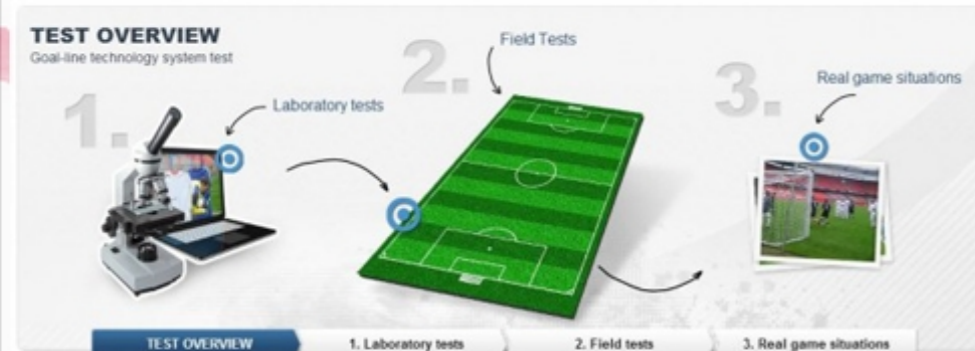 TEST OVERVIEW
Goal-line technology system test
1.
Laboratory tests
2.
Field Tests
3.
Real game situations
TEST OVERVIEW
1. Laboratory tests
2. Field tests
3. Real game situations